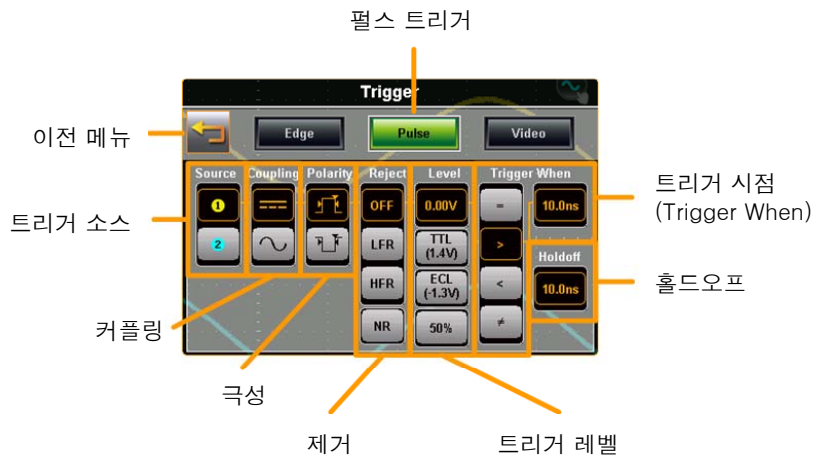 펄스 트리거
Trigger
이전 메뉴
Edge
Pulse
Video
Source
Coupling
Polarity
Reject
Level
Trigger When
1
OFF
0.00V
=
10.0ns
트리거 시점
(Trigger When)
트리거 소스
2
LFR
TTL
(1.4V)
>
Holdoff
HFR
ECL
(-1.3V)
<
10.0ns
홀드오프
커플링
NR
50%
≠
극성
제거
트리거 레벨